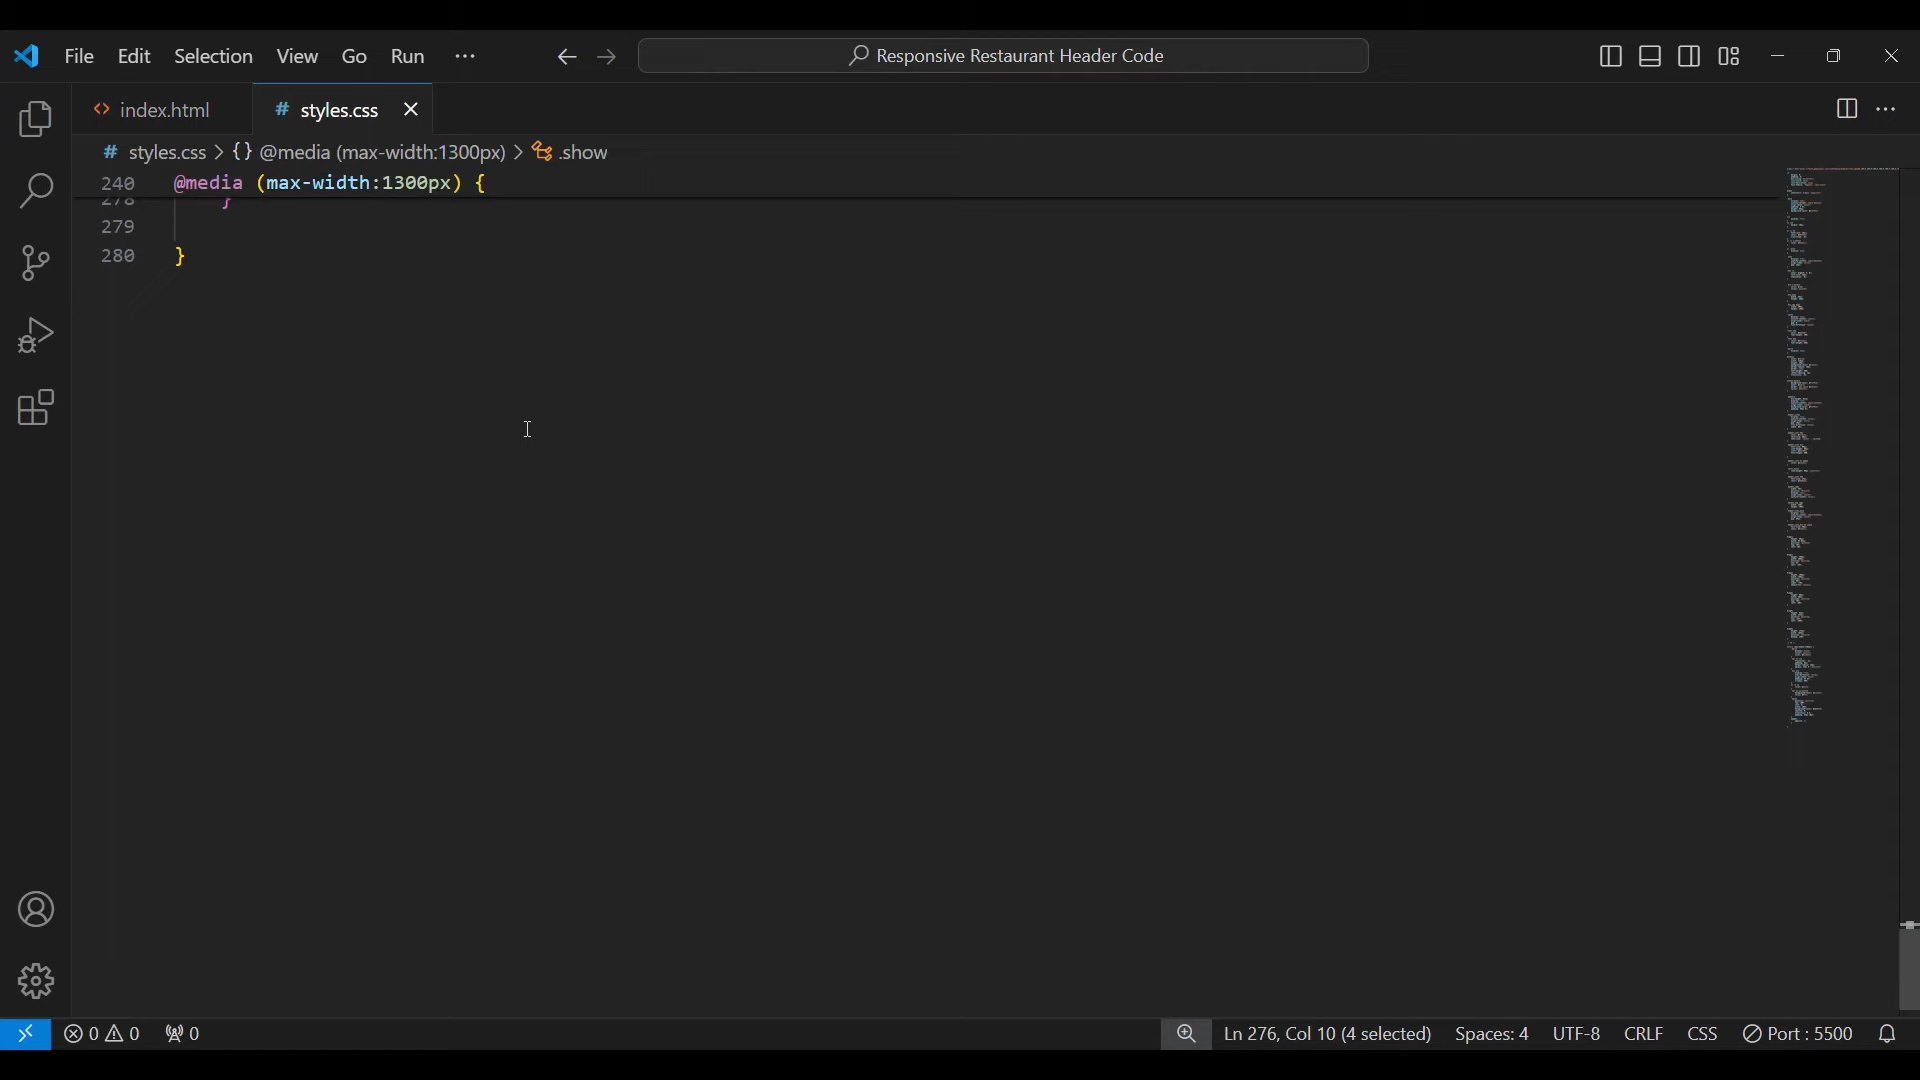 File Edit Selection View Go Run ···
Responsive Restaurant Header Code
<> index.html
# styles.css
# styles.css > {} @media (max-width:1300px) > .show
240 @media (max-width:1300px) {
278 }
279
280 }
0 0 0
Ln 276, Col 10 (4 selected) Spaces: 4 UTF-8 CRLF CSS Port : 5500